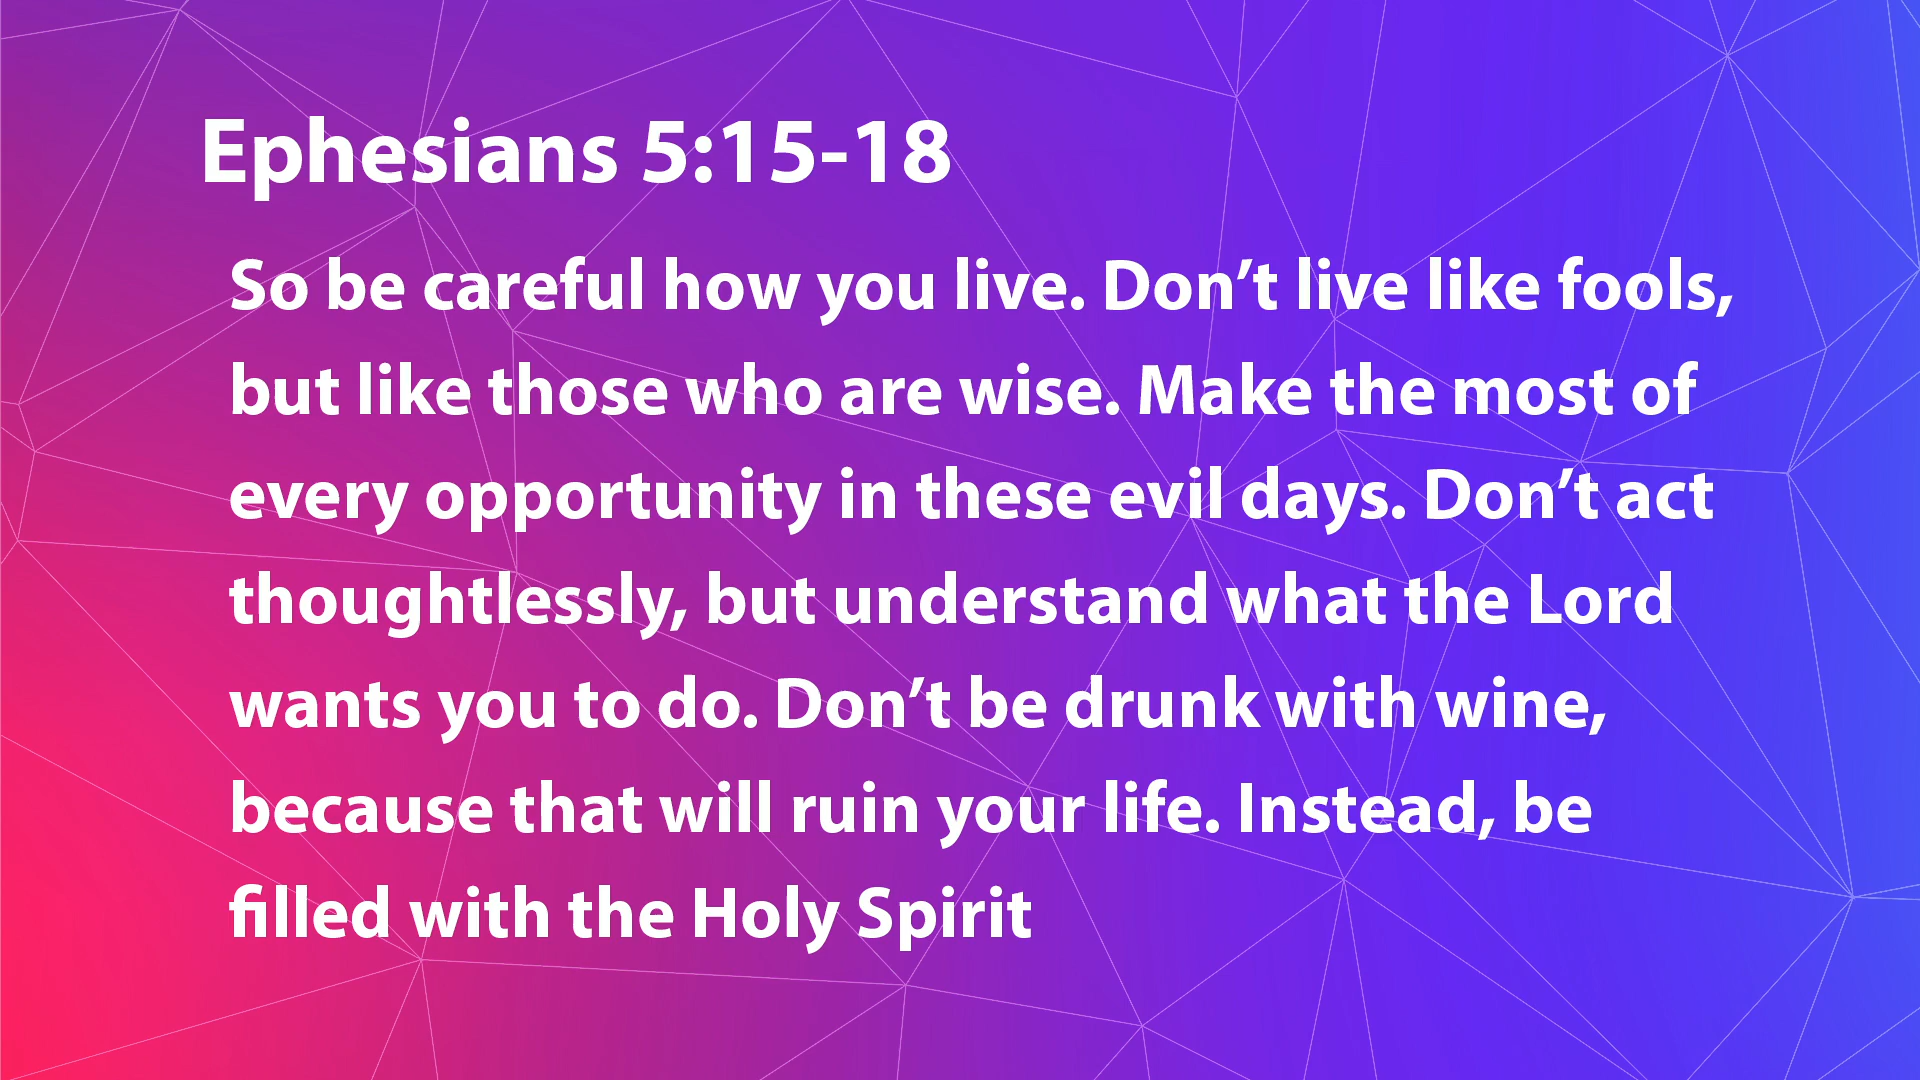 Ephesians 5:15-18
So be careful how you live. Don’t live like fools,
but like those who are wise. Make the most of
every opportunity in these evil days. Don’t act
thoughtlessly, but understand what the Lord
wants you to do. Don’t be drunk with wine,
because that will ruin your life. Instead, be
filled with the Holy Spirit